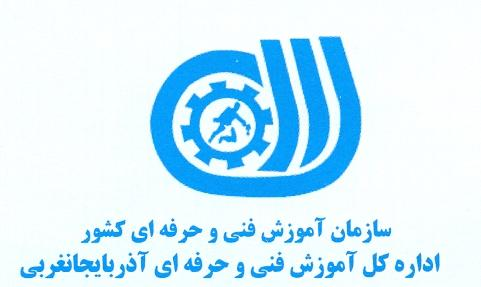 سازمان آموزش فنی و حرفه ای کشور
اداره کل آموزش فنی و حرفه ای آذربایجانغربی